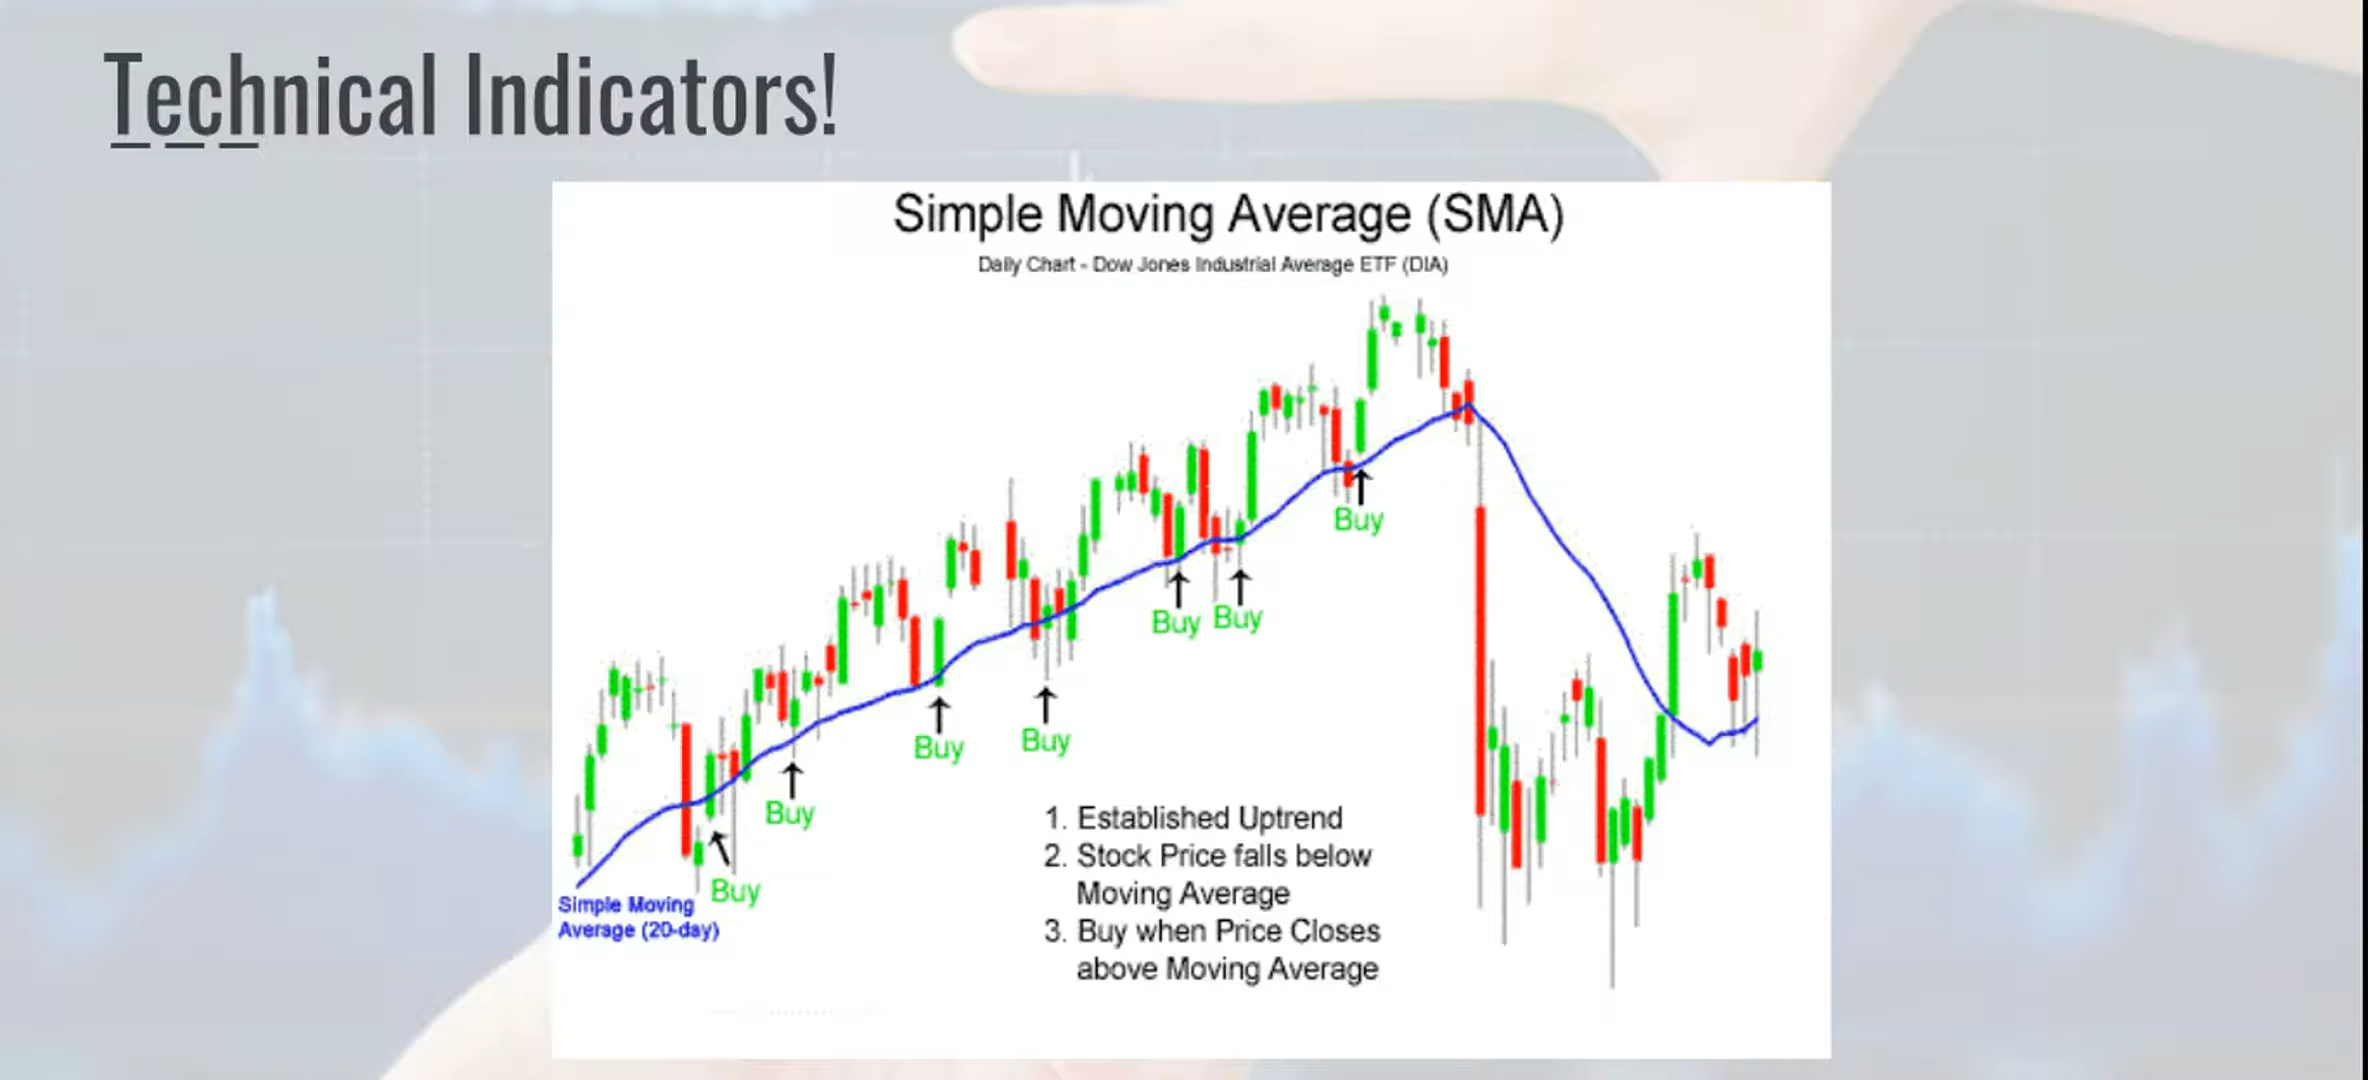 Technical Indicators!
Simple Moving Average (SMA)
Daily Chart - Dow Jones Industrial Average ETF (DIA)
Buy
Buy
Buy
Buy
Buy
Buy
Buy
Simple Moving
Average (20-day)
1. Established Uptrend
2. Stock Price falls below
Moving Average
3. Buy when Price Closes
above Moving Average